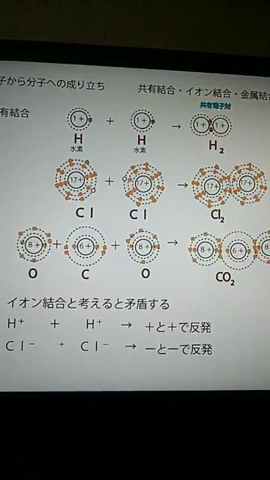 子から分子への成り立ち
共有結合・イオン結合・金属結
有結合
共有電子対
1+ + 1+ → 1+ 1+
H H H₂
水素 水素
17+ + 17+ → 17+ 17+
Cl Cl Cl₂
8+ + 6+ + 8+ → 8+ 6+
O C O CO₂
イオン結合と考えると矛盾する
H⁺ + H⁺ → +と+で反発
Cl⁻ + Cl⁻ → −と−で反発